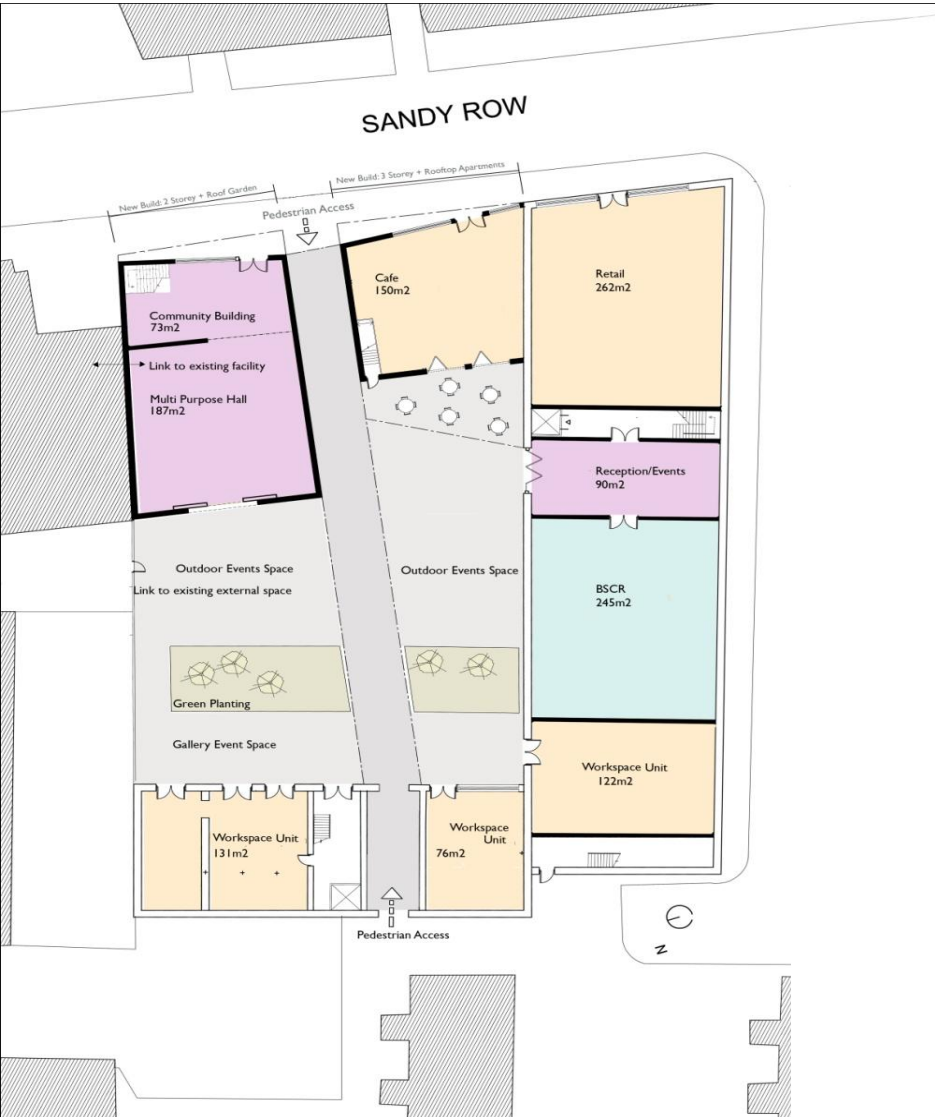 SANDY ROW
New Build: 2 Storey + Roof Garden
New Build: 3 Storey + Rooftop Apartments
Pedestrian Access
Cafe
150m2
Retail
262m2
Community Building
73m2
Link to existing facility
Multi Purpose Hall
187m2
Reception/Events
90m2
Outdoor Events Space
Outdoor Events Space
Link to existing external space
BSCR
245m2
Green Planting
Gallery Event Space
Workspace Unit
122m2
Workspace Unit
131m2
Workspace
Unit
76m2
Pedestrian Access
N